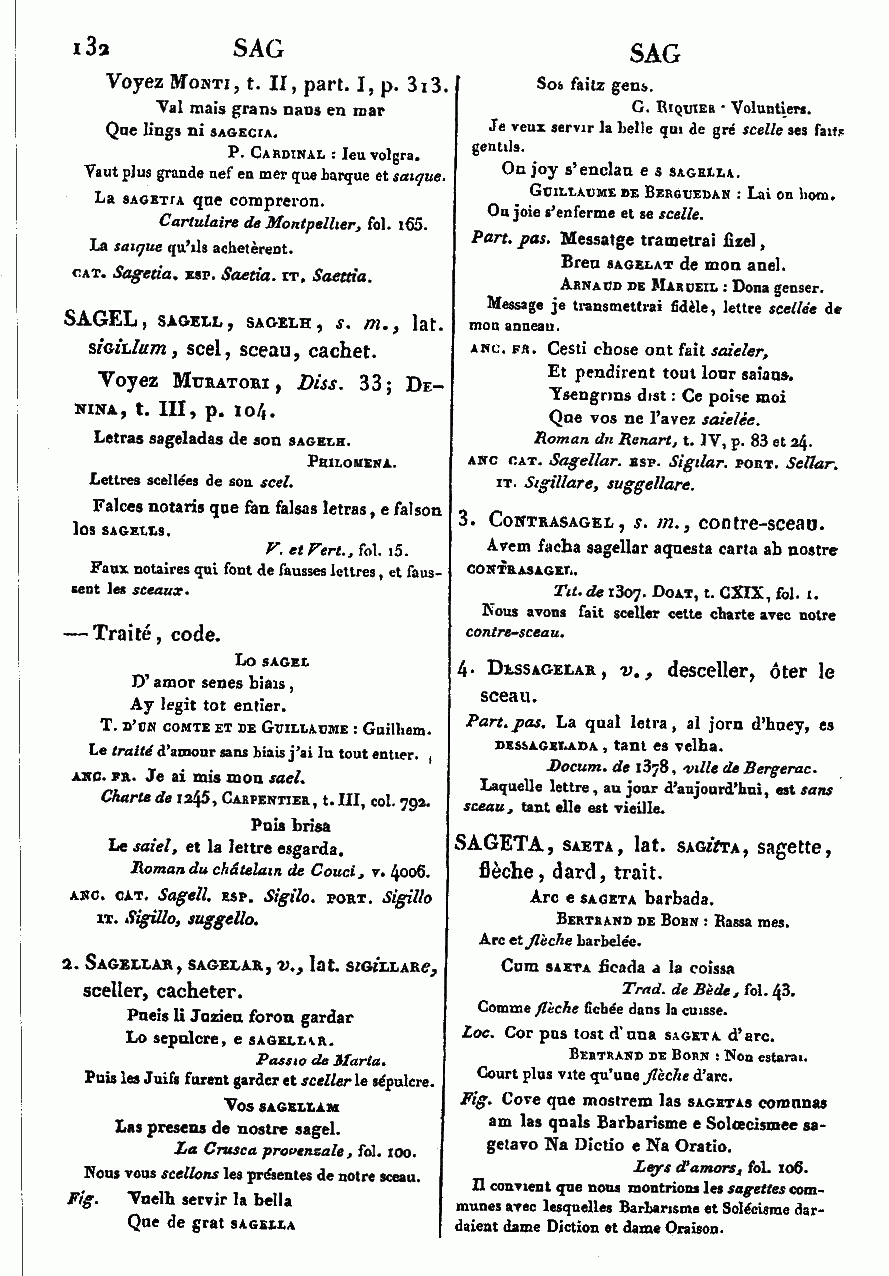 132 SAG
Voyez MONTI, t. II, part. I, p. 313.
Val mais grans naus en mar
Que lings ni SAGECIA.
P. CARDINAL : Ieu volgra.
Vaut plus grande nef en mer que barque et saïque.
La SAGETIA que compreron.
Cartulaire de Montpellier, fol. 165.
La saïque qu'ils achetèrent.
CAT. Sagetia. ESP. Saetia. IT. Saettia.
SAGEL, SAGELL, SAGELH, s. m., lat.
SIGILLum, scel, sceau, cachet.
Voyez MURATORI, Diss. 33; DE-
NINA, t. III, p. 104.
Letras sageladas de son SAGELH.
PHILOMENA.
Lettres scellées de son scel.
Falces notaris que fan falsas letras, e falson
los SAGELLS.
V. et Vert., fol. 15.
Faux notaires qui font de fausses lettres, et faus-
sent les sceaux.
— Traité, code.
Lo SAGEL
D'amor senes biais,
Ay legit tot entier.
T. D'UN COMTE ET DE GUILLAUME : Guilhem.
Le traité d'amour sans biais j'ai lu tout entier.
ANC. FR. Je ai mis mon sael.
Charte de 1245, CARPENTIER, t. III, col. 792.
Puis brisa
Le saiel, et la lettre esgarda.
Roman du châtelain de Couci, v. 4006.
ANC. CAT. Sagell. ESP. Sigilo. PORT. Sigillo
IT. Sigillo, suggello.
2. SAGELLAR, SAGELAR, v., lat. SIGILLARe,
sceller, cacheter.
Pueis li Juzieu foron gardar
Lo sepulcre, e SAGELLAR.
Passio de Maria.
Puis les Juifs furent garder et sceller le sépulcre.
Vos SAGELLAM
Las presens de nostre sagel.
La Crusca provenzale, fol. 100.
Nous vous scellons les présentes de notre sceau.
Fig. Vuelh servir la bella
Que de grat SAGELLA
SAG
Sos faitz gens.
G. RIQUIER : Voluntiers.
Je veux servir la belle qui de gré scelle ses faits
gentils.
On joy s'enclau e s SAGELLA.
GUILLAUME DE BERGUEDAN : Lai on hom.
Où joie s'enferme et se scelle.
Part. pas. Messatge trametrai fizel,
Breu SAGELAT de mon anel.
ARNAUD DE MARUEIL : Dona genser.
Message je transmettrai fidèle, lettre scellée de
mon anneau.
ANC. FR. Cesti chose ont fait saieler,
Et pendirent tout lour saiaus.
Ysengrins dist : Ce poise moi
Que vos ne l'avez saielée.
Roman du Renart, t. IV, p. 83 et 24.
ANC CAT. Sagellar. ESP. Sigilar. PORT. Sellar.
IT. Sigillare, suggellare.
3. CONTRASAGEL, s. m., contre-sceau.
Avem facha sagellar aquesta carta ab nostre
CONTRASAGEL.
Tit. de 1307. DOAT, t. CXIX, fol. 1.
Nous avons fait sceller cette charte avec notre
contre-sceau.
4. DESSAGELAR, v., desceller, ôter le
sceau.
Part. pas. La qual letra, al jorn d'huey, es
DESSAGELADA, tant es velha.
Docum. de 1378, ville de Bergerac.
Laquelle lettre, au jour d'aujourd'hui, est sans
sceau, tant elle est vieille.
SAGETA, SAETA, lat. SAGitTA, sagette,
flèche, dard, trait.
Arc e SAGETA barbada.
BERTRAND DE BORN : Rassa mes.
Arc et flèche barbelée.
Cum SAETA ficada a la coissa
Trad. de Bède, fol. 43.
Comme flèche fichée dans la cuisse.
Loc. Cor pus tost d'una SAGETA d'arc.
BERTRAND DE BORN : Non estarai.
Court plus vite qu'une flèche d'arc.
Fig. Cove que mostrem las SAGETAS comunas
am las quals Barbarisme e Solœcismee sa-
getavo Na Dictio e Na Oratio.
Leys d'amors, fol. 106.
Il convient que nous montrions les sagettes com-
munes avec lesquelles Barbarisme et Solécisme dar-
daient dame Diction et dame Oraison.